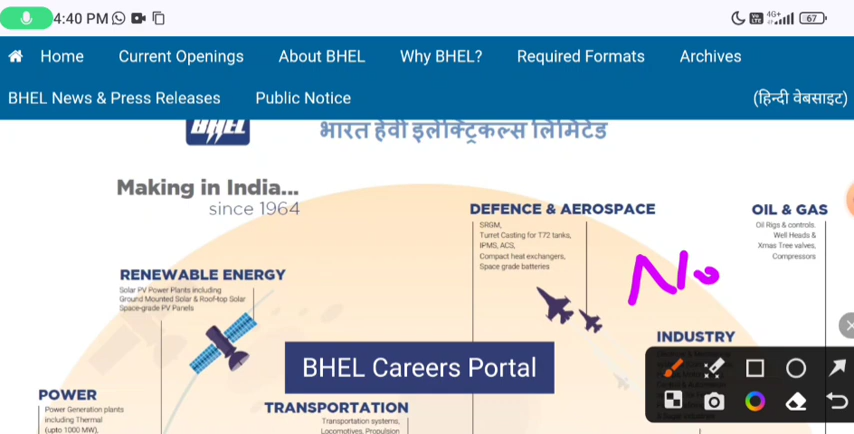 4:40 PM
4G+
67
Home Current Openings About BHEL Why BHEL? Required Formats Archives
BHEL News & Press Releases Public Notice (हिन्दी वेबसाइट)
BHEL भारत हेवी इलेक्ट्रिकल्स लिमिटेड
Making in India...
since 1964
DEFENCE & AEROSPACE
SRGM,
Turret Casting for T72 tanks,
IPMS, ACS,
Compact heat exchangers,
Space grade batteries
OIL & GAS
Oil Rigs & controls.
Well Heads &
Xmas Tree valves,
Compressors
No
RENEWABLE ENERGY
Solar PV Power Plants including
Ground Mounted Solar & Roof-top Solar
Space-grade PV Panels
INDUSTRY
BHEL Careers Portal
POWER
Power Generation plants
including Thermal
(upto 1000 MW),
TRANSPORTATION
Transportation systems,
Locomotives, Propulsion